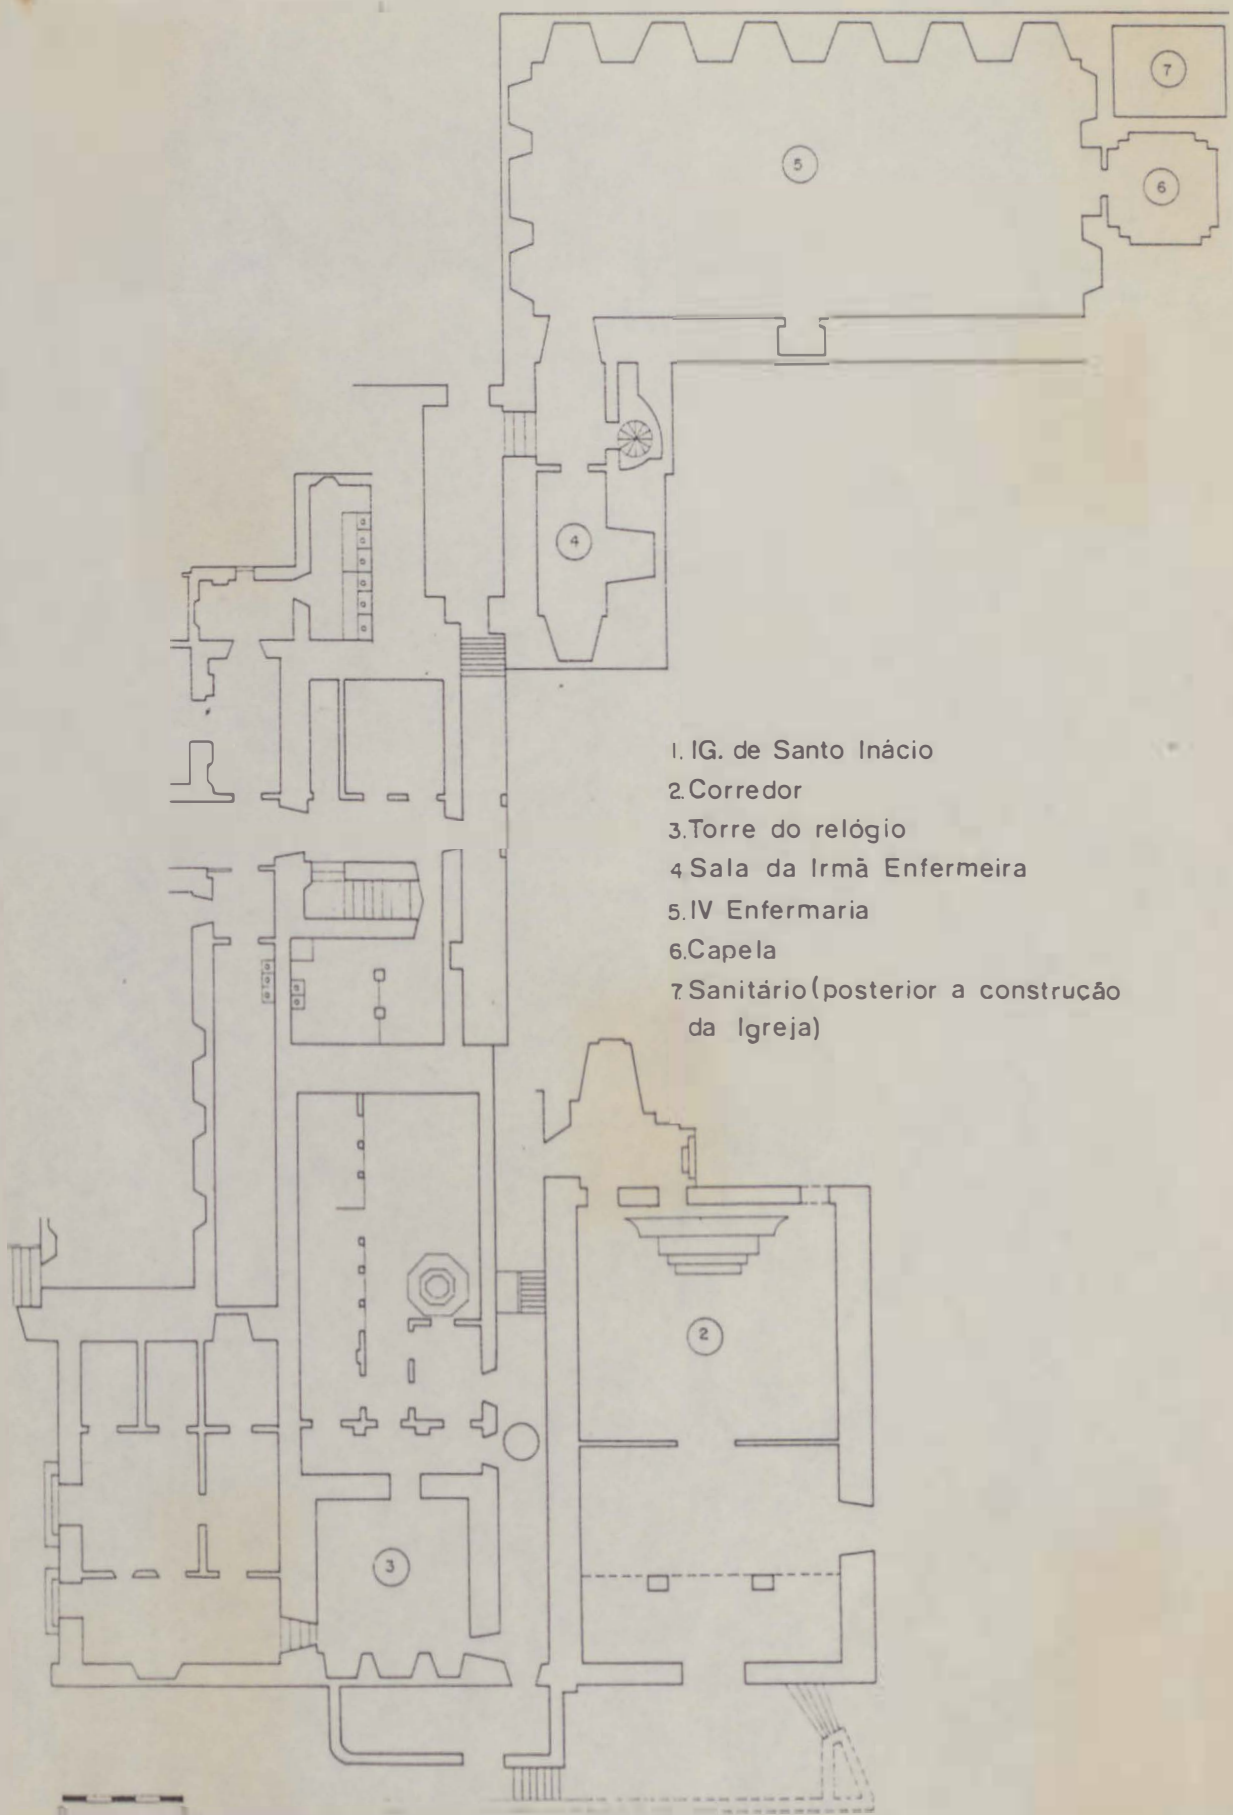 7
5
6
4
1. IG. de Santo Inácio
2. Corredor
3. Torre do relógio
4 Sala da Irmã Enfermeira
5. IV Enfermaria
6. Capela
7. Sanitário (posterior a construção
da Igreja)
2
3